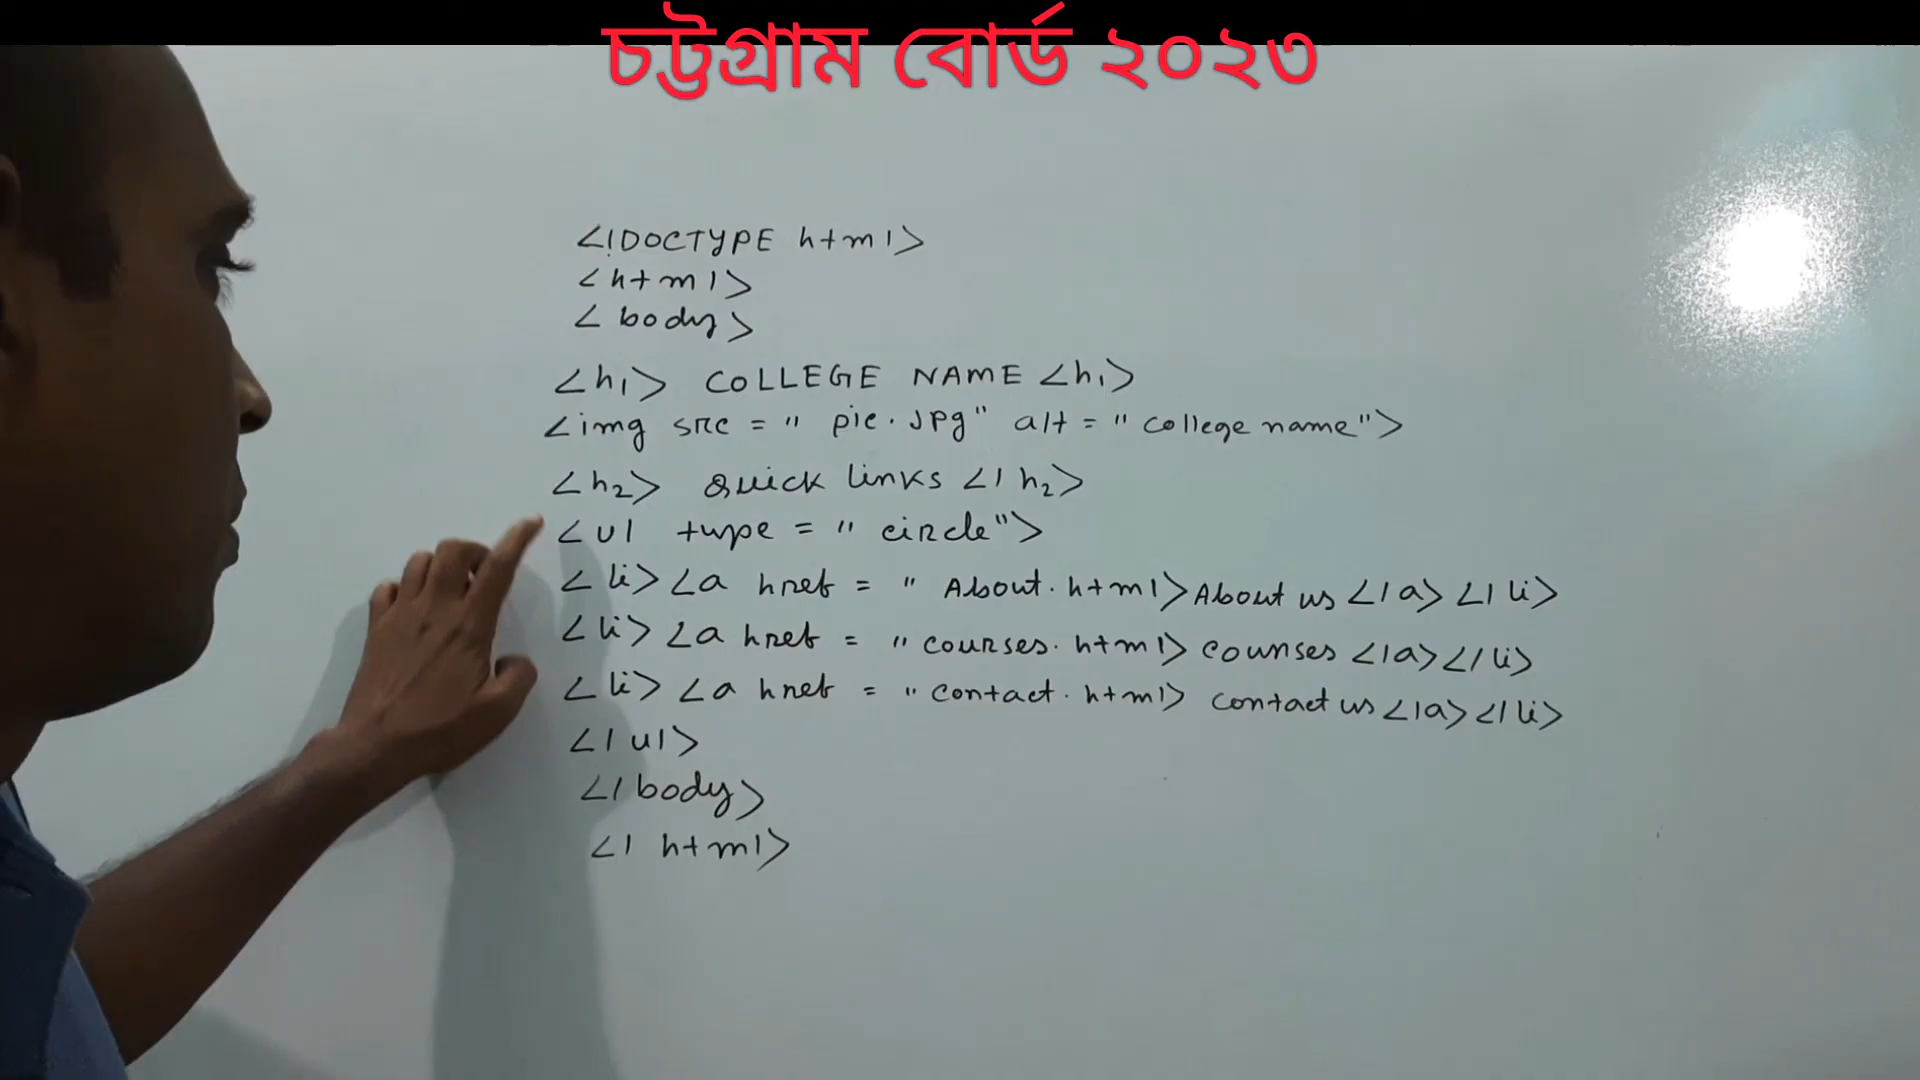 চট্টগ্রাম বোর্ড ২০২৩
<!DOCTYPE html>
<html>
<body>
<h1> COLLEGE NAME <h1>
<img src = " pic.jpg" alt = " college name">
<h2> Quick links </h2>
<ul type = " circle">
<li> <a href = " About.html> About us </a> </li>
<li> <a href = " courses.html> courses </a> </li>
<li> <a href = " contact.html> contact us </a> </li>
</ul>
</body>
</html>